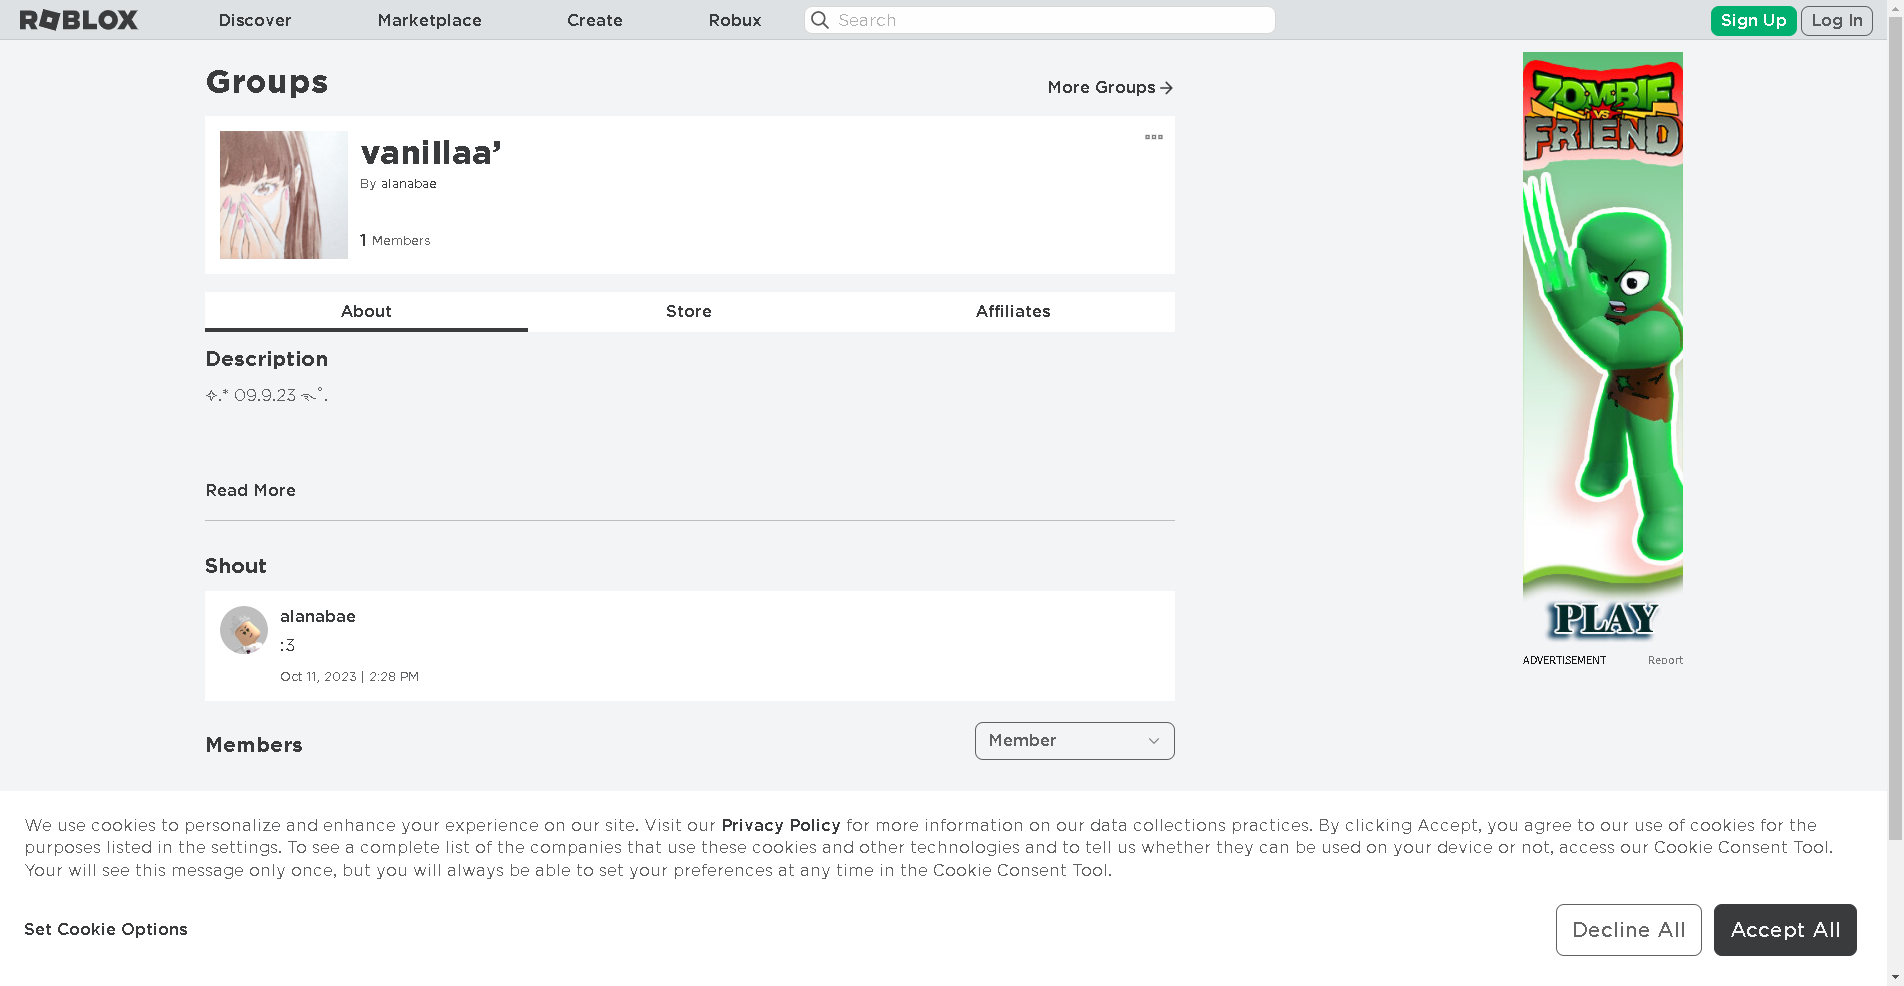 ROBLOX Discover Marketplace Create Robux Search Sign Up Log In
Groups
More Groups
vanillaa’
By alanabae
1 Members
About Store Affiliates
Description
✧.* 09.9.23 ࿐˚.
Read More
Shout
alanabae
:3
Oct 11, 2023 | 2:28 PM
Members
Member
ZOMBIE
VS
FRIEND
PLAY
ADVERTISEMENT Report
We use cookies to personalize and enhance your experience on our site. Visit our Privacy Policy for more information on our data collections practices. By clicking Accept, you agree to our use of cookies for the
purposes listed in the settings. To see a complete list of the companies that use these cookies and other technologies and to tell us whether they can be used on your device or not, access our Cookie Consent Tool.
Your will see this message only once, but you will always be able to set your preferences at any time in the Cookie Consent Tool.
Set Cookie Options
Decline All
Accept All